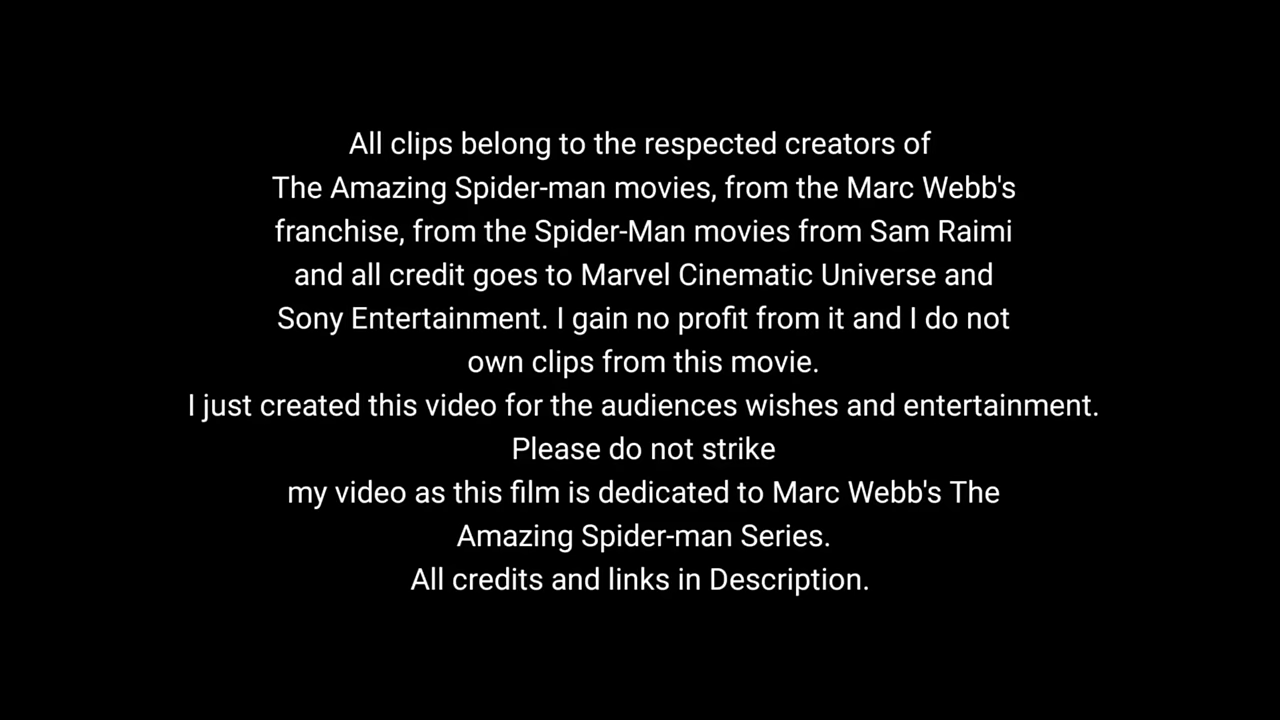 All clips belong to the respected creators of
The Amazing Spider-man movies, from the Marc Webb's
franchise, from the Spider-Man movies from Sam Raimi
and all credit goes to Marvel Cinematic Universe and
Sony Entertainment. I gain no profit from it and I do not
own clips from this movie.
I just created this video for the audiences wishes and entertainment.
Please do not strike
my video as this film is dedicated to Marc Webb's The
Amazing Spider-man Series.
All credits and links in Description.